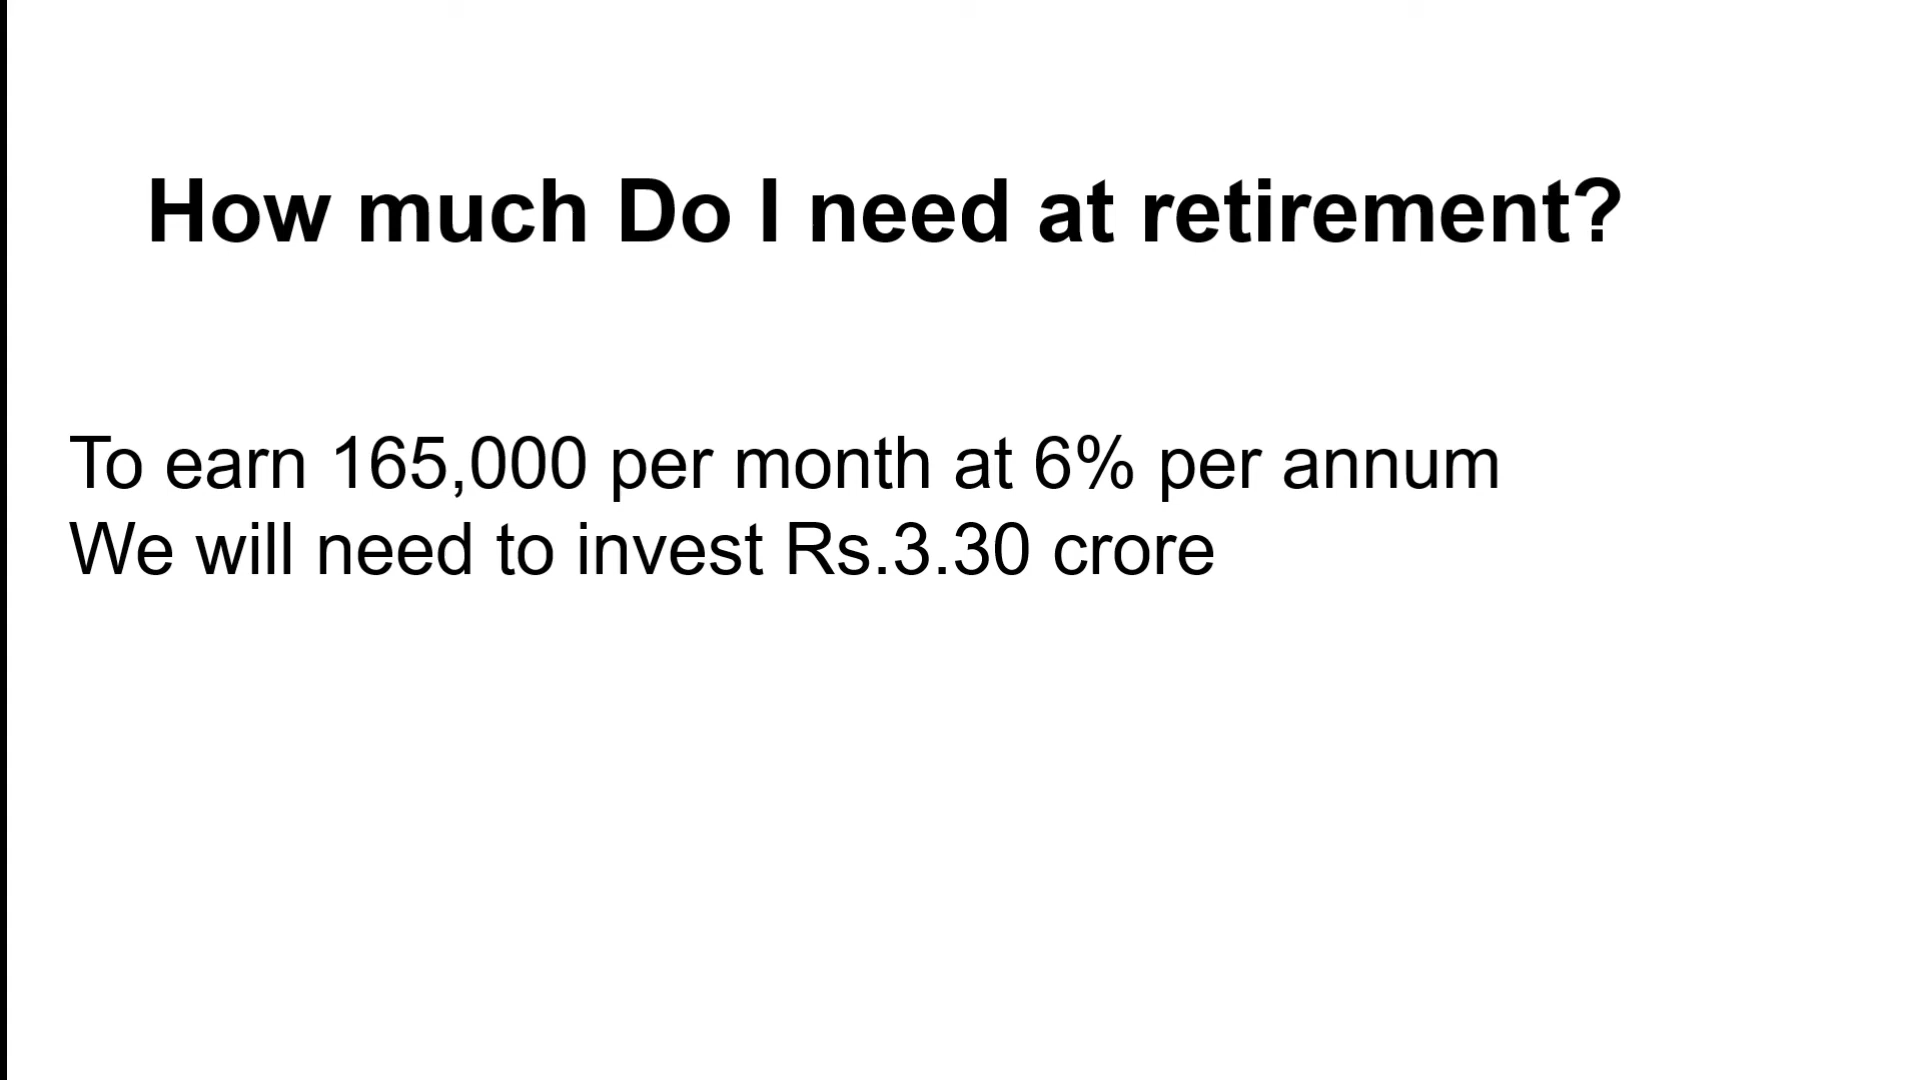 How much Do I need at retirement?
To earn 165,000 per month at 6% per annum
We will need to invest Rs.3.30 crore